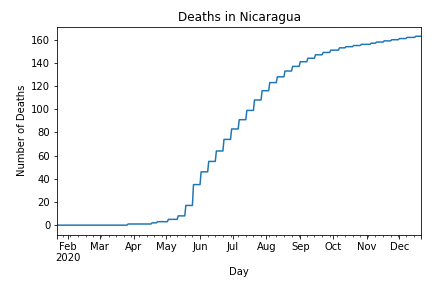 Deaths in Nicaragua
160
140
120
100
80
60
40
20
0
Number of Deaths
Feb Mar Apr May Jun Jul Aug Sep Oct Nov Dec
2020
Day